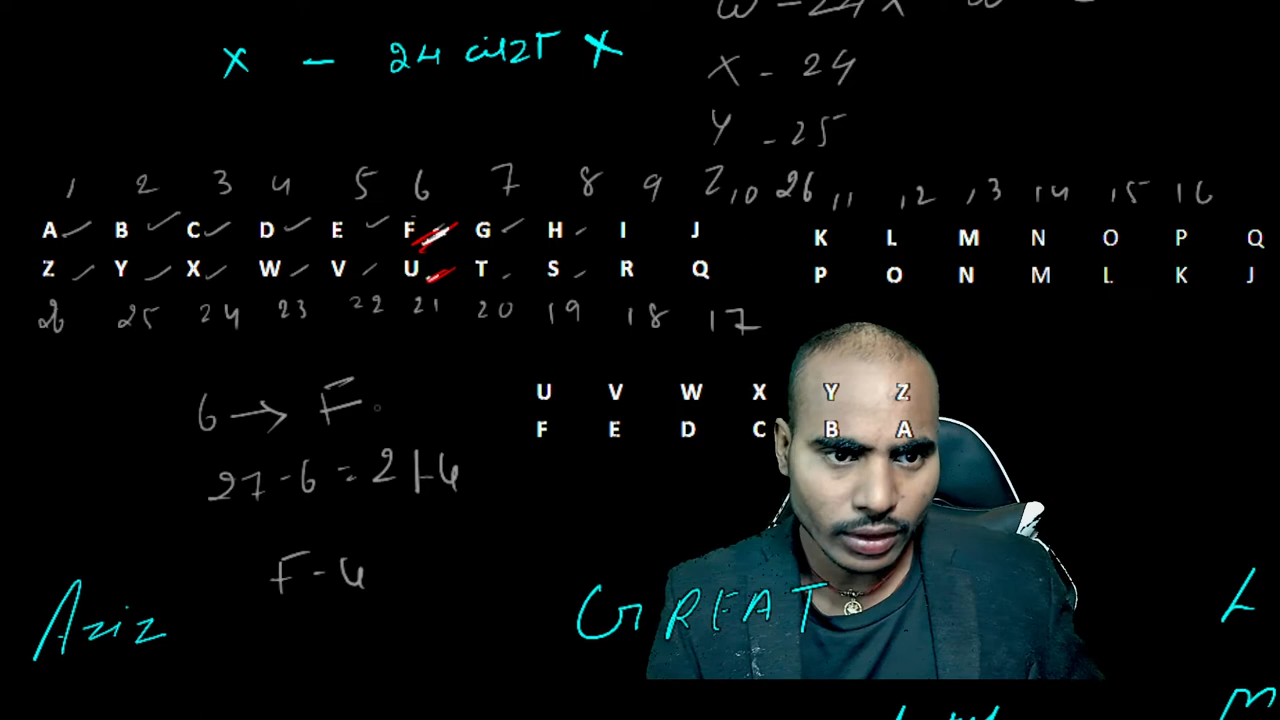 X - 24
X - 24
Y - 25
1 2 3 4 5 6 7 8 9 10 26 11 12 13 14 15 16
A B C D E F G H I J K L M N O P Q
Z Y X W V U T S R Q P O N M L K J
26 25 24 23 22 21 20 19 18 17
6 → F
U V W X Y Z
F E D C B A
27 - 6 = 21 - u
F - u
Aziz
GREAT